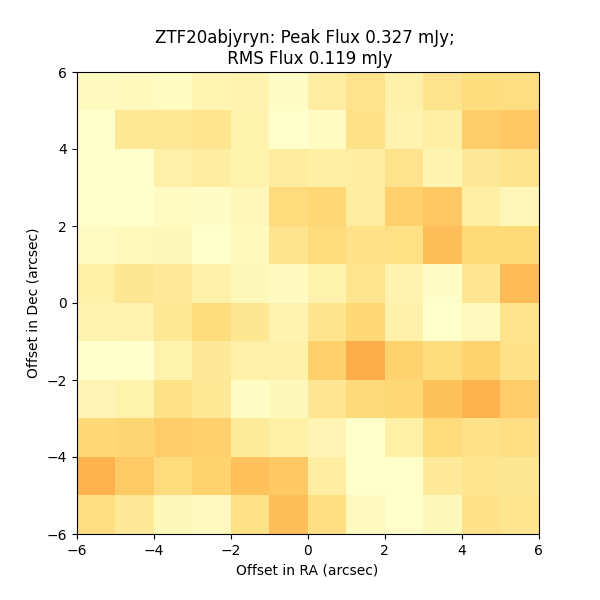 ZTF20abjyryn: Peak Flux 0.327 mJy;
RMS Flux 0.119 mJy
6
4
2
0
−2
−4
−6
Offset in Dec (arcsec)
−6 −4 −2 0 2 4 6
Offset in RA (arcsec)